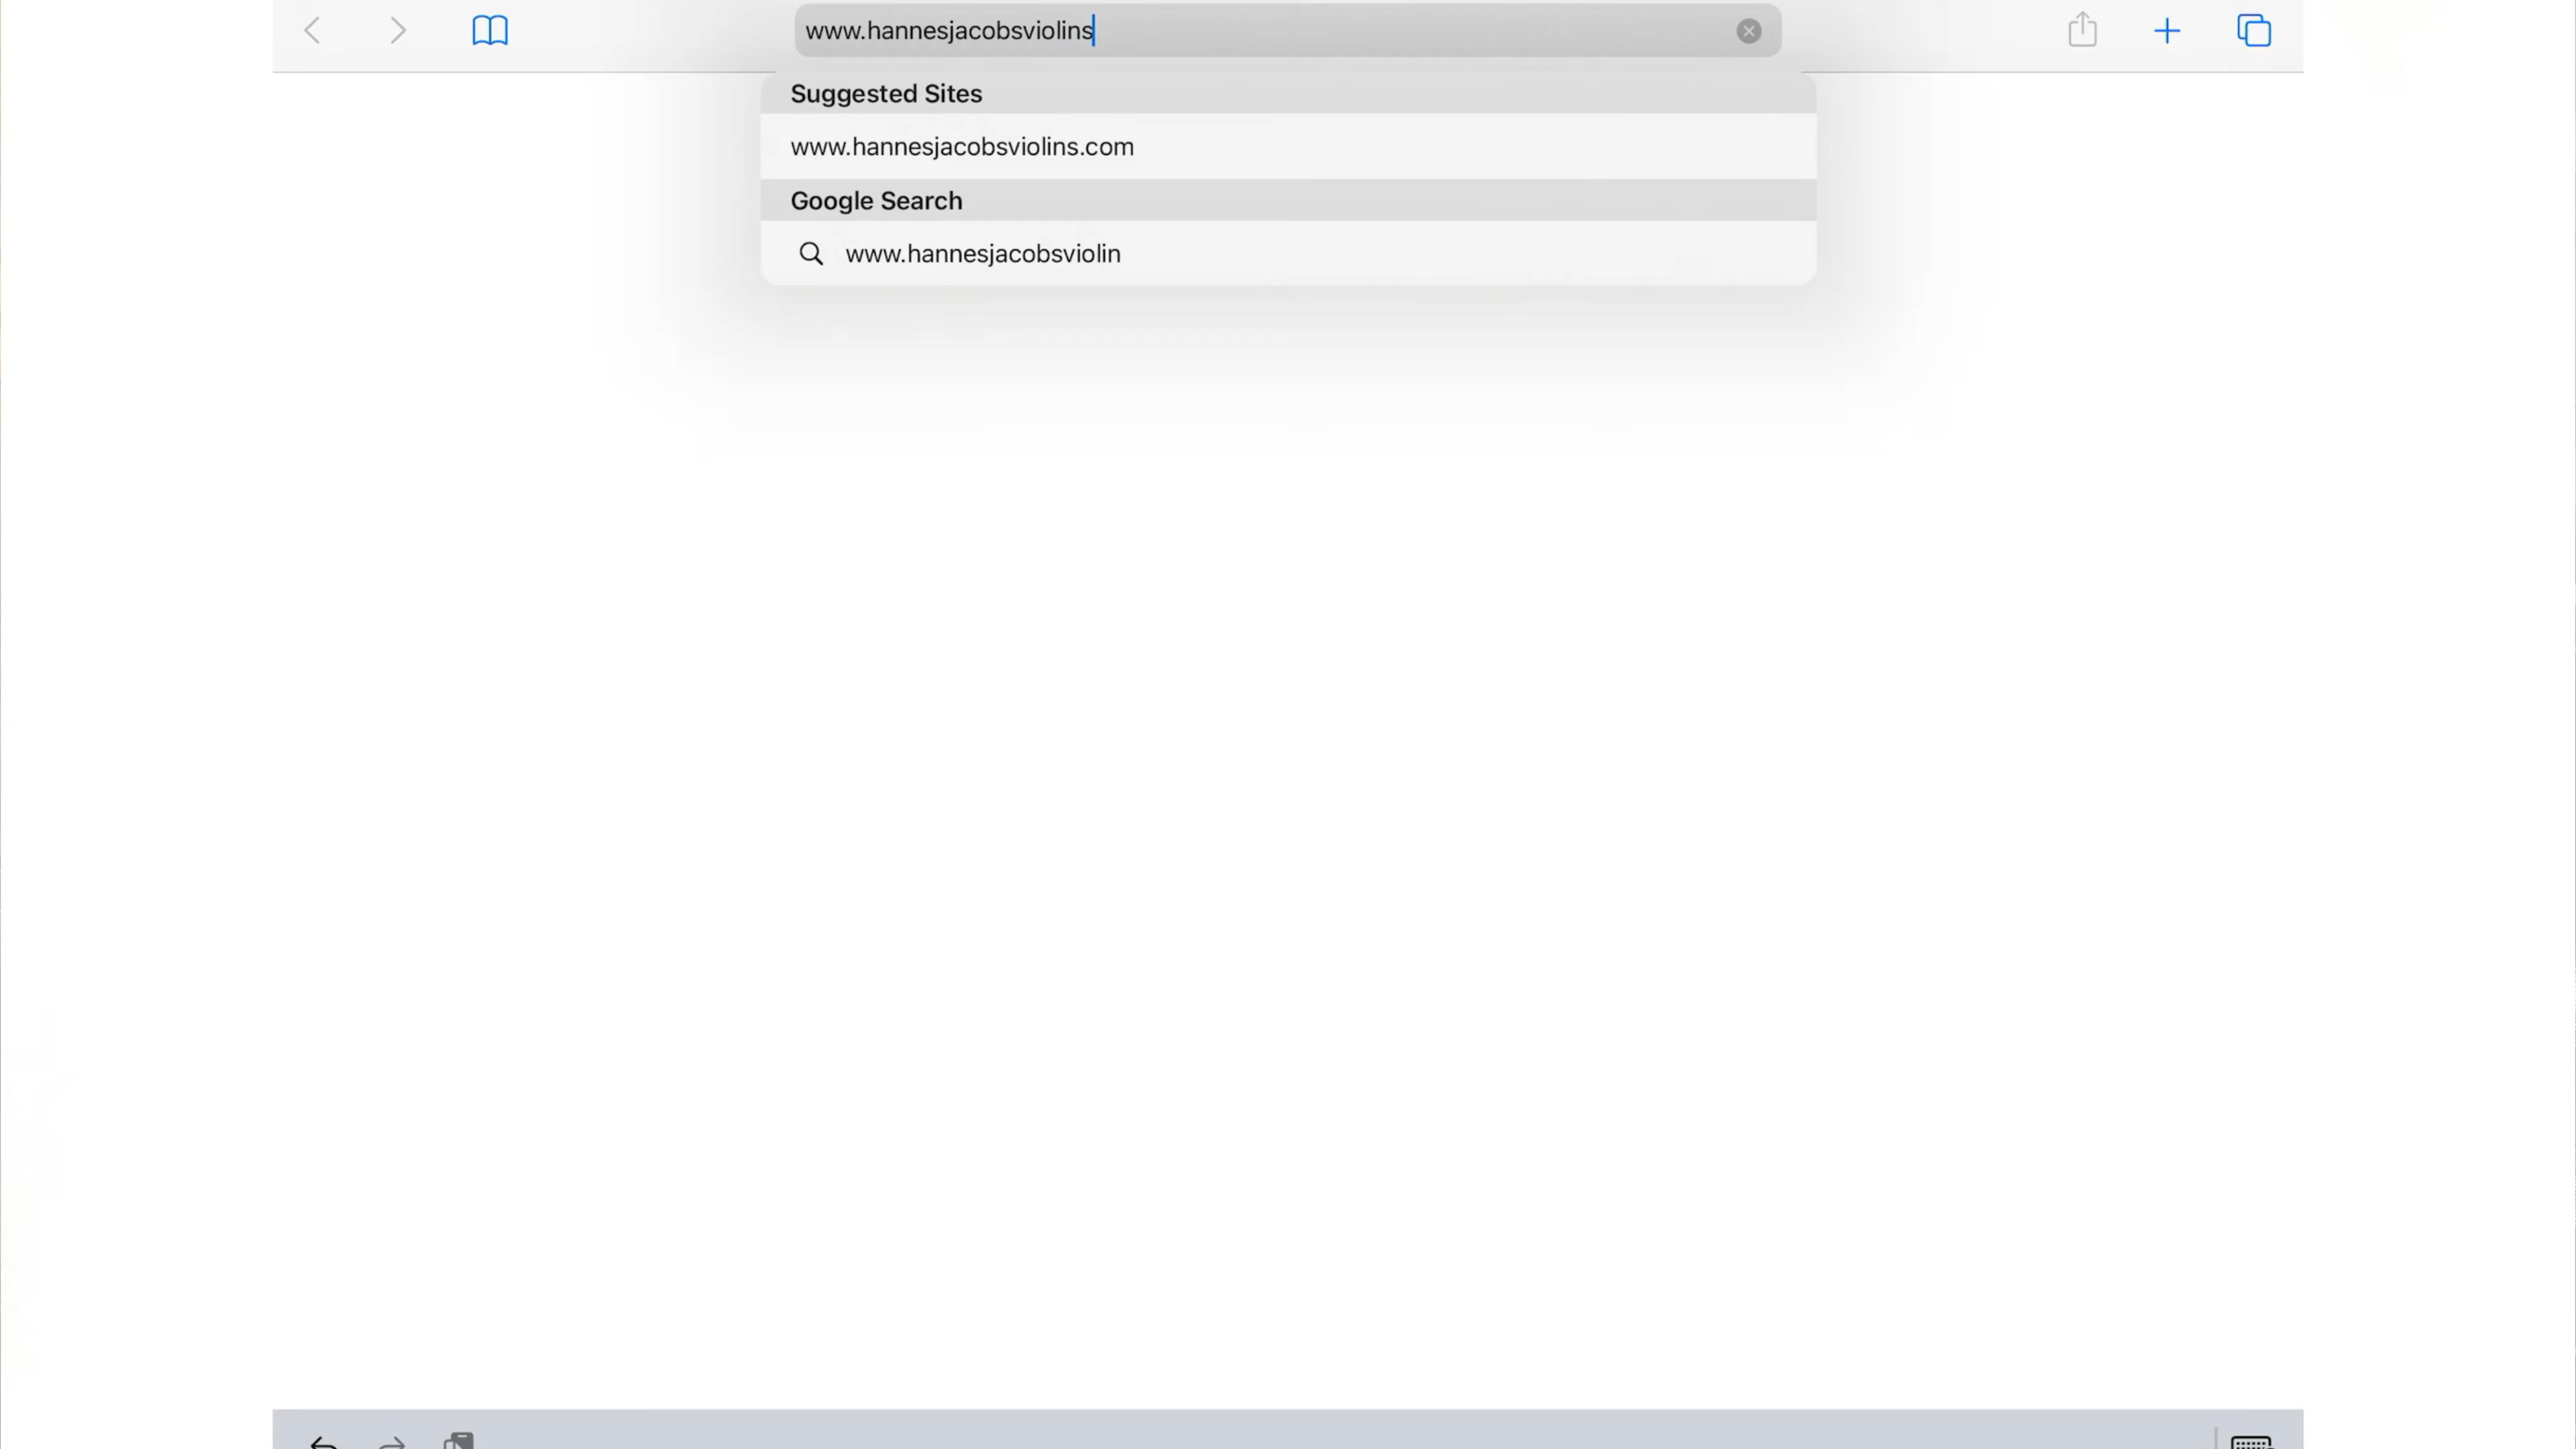 www.hannesjacobsviolins
Suggested Sites
www.hannesjacobsviolins.com
Google Search
www.hannesjacobsviolin